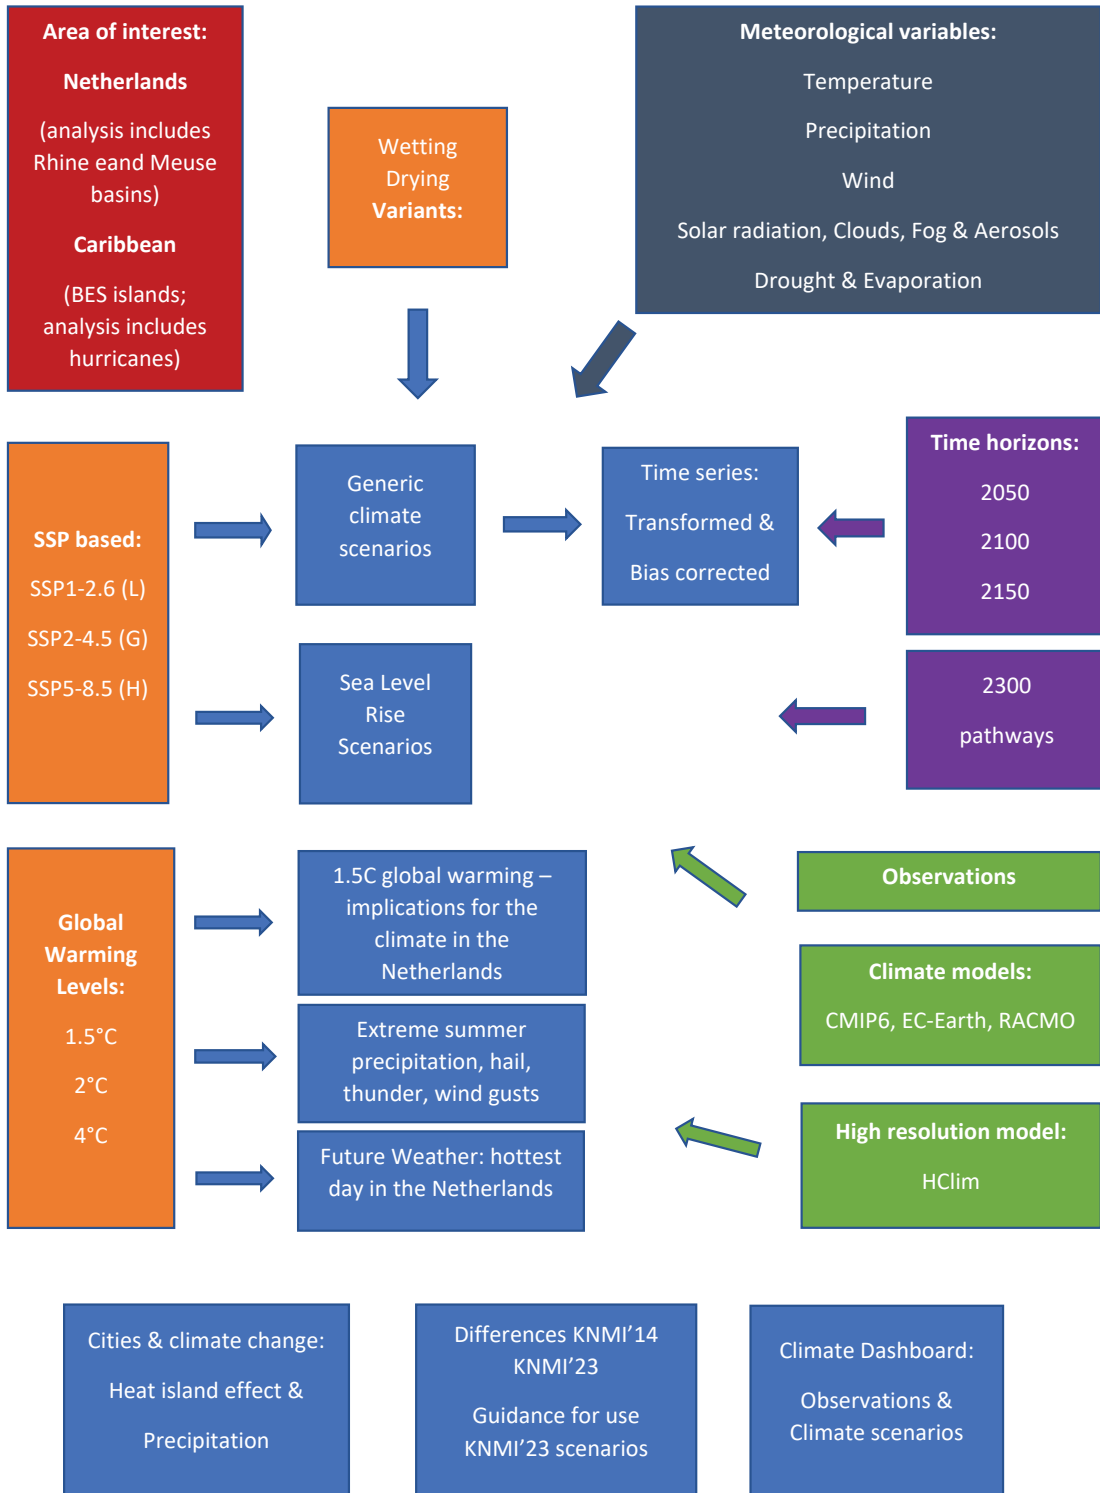 Area of interest:
Netherlands
(analysis includes
Rhine eand Meuse
basins)
Caribbean
(BES islands;
analysis includes
hurricanes)
Wetting
Drying
Variants:
Meteorological variables:
Temperature
Precipitation
Wind
Solar radiation, Clouds, Fog & Aerosols
Drought & Evaporation
SSP based:
SSP1-2.6 (L)
SSP2-4.5 (G)
SSP5-8.5 (H)
Generic
climate
scenarios
Time series:
Transformed &
Bias corrected
Time horizons:
2050
2100
2150
Sea Level
Rise
Scenarios
2300
pathways
Global
Warming
Levels:
1.5°C
2°C
4°C
1.5C global warming –
implications for the
climate in the
Netherlands
Extreme summer
precipitation, hail,
thunder, wind gusts
Future Weather: hottest
day in the Netherlands
Observations
Climate models:
CMIP6, EC-Earth, RACMO
High resolution model:
HClim
Cities & climate change:
Heat island effect &
Precipitation
Differences KNMI’14
KNMI’23
Guidance for use
KNMI’23 scenarios
Climate Dashboard:
Observations &
Climate scenarios